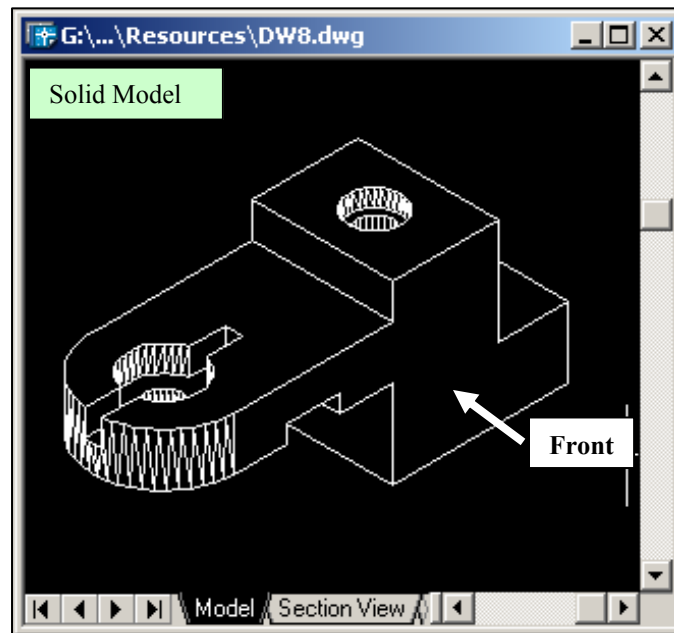 G:\...\Resources\DW8.dwg
Solid Model
Front
Model
Section View